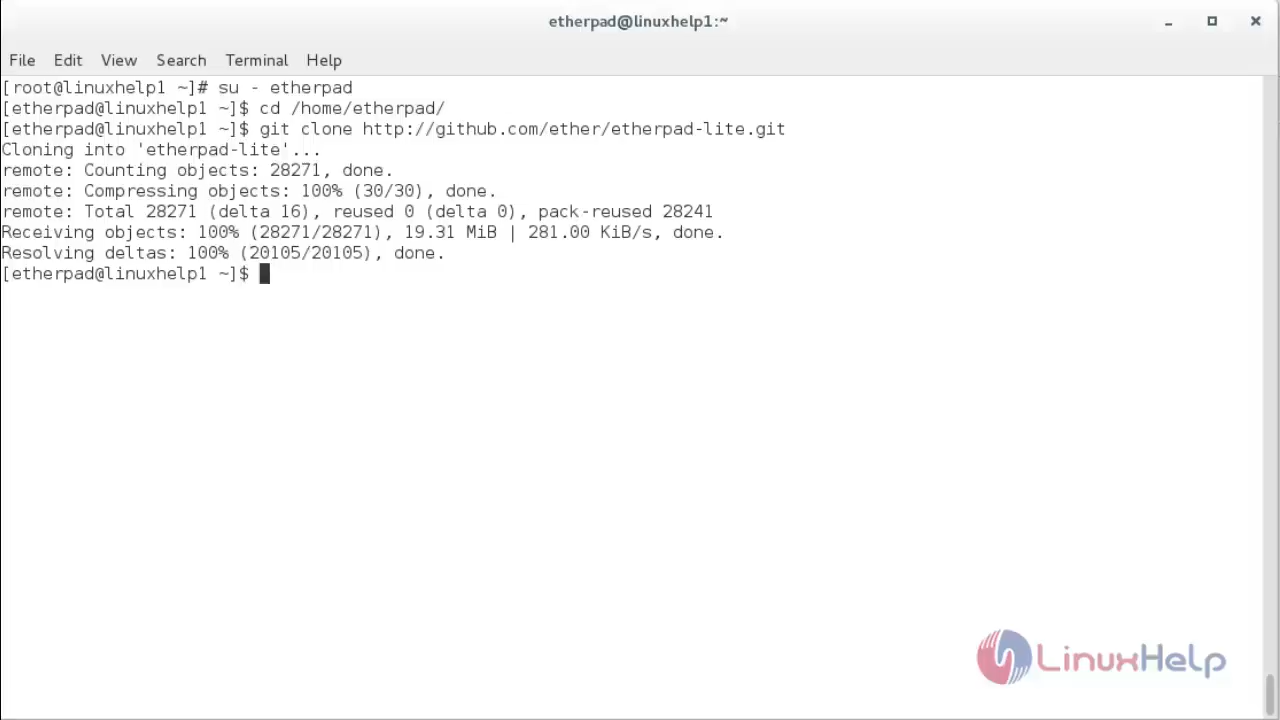 etherpad@linuxhelp1:~
File Edit View Search Terminal Help
[root@linuxhelp1 ~]# su - etherpad
[etherpad@linuxhelp1 ~]$ cd /home/etherpad/
[etherpad@linuxhelp1 ~]$ git clone http://github.com/ether/etherpad-lite.git
Cloning into 'etherpad-lite'...
remote: Counting objects: 28271, done.
remote: Compressing objects: 100% (30/30), done.
remote: Total 28271 (delta 16), reused 0 (delta 0), pack-reused 28241
Receiving objects: 100% (28271/28271), 19.31 MiB | 281.00 KiB/s, done.
Resolving deltas: 100% (20105/20105), done.
[etherpad@linuxhelp1 ~]$
LinuxHelp